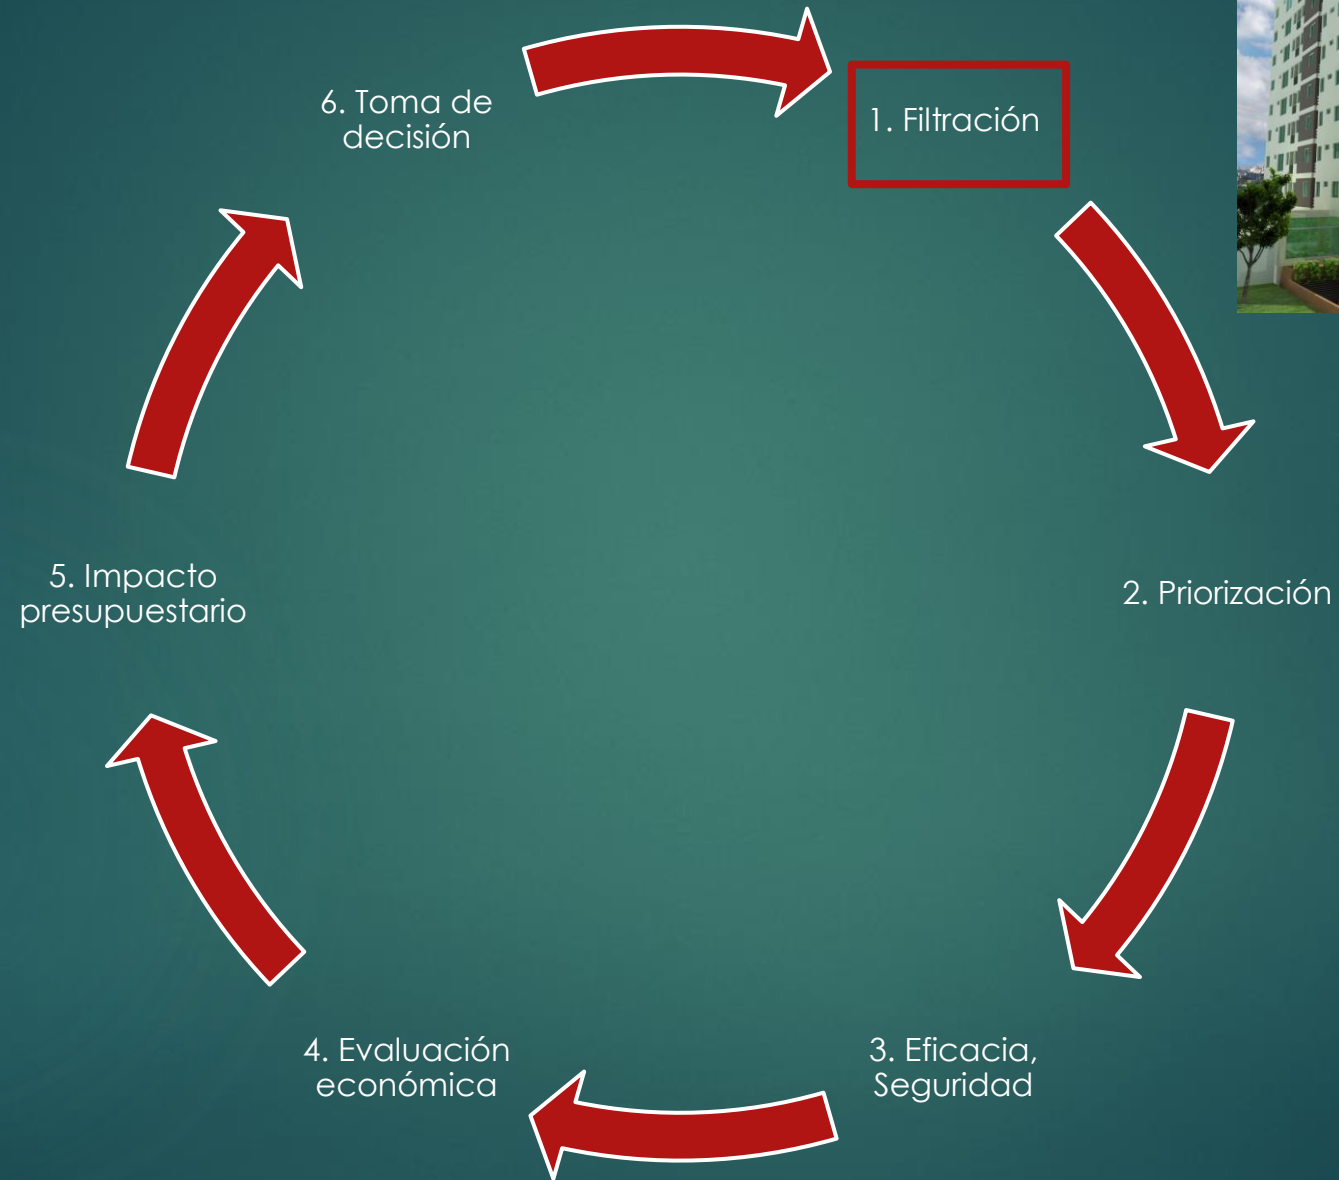 1. Filtración
2. Priorización
3. Eficacia,
Seguridad
4. Evaluación
económica
5. Impacto
presupuestario
6. Toma de
decisión